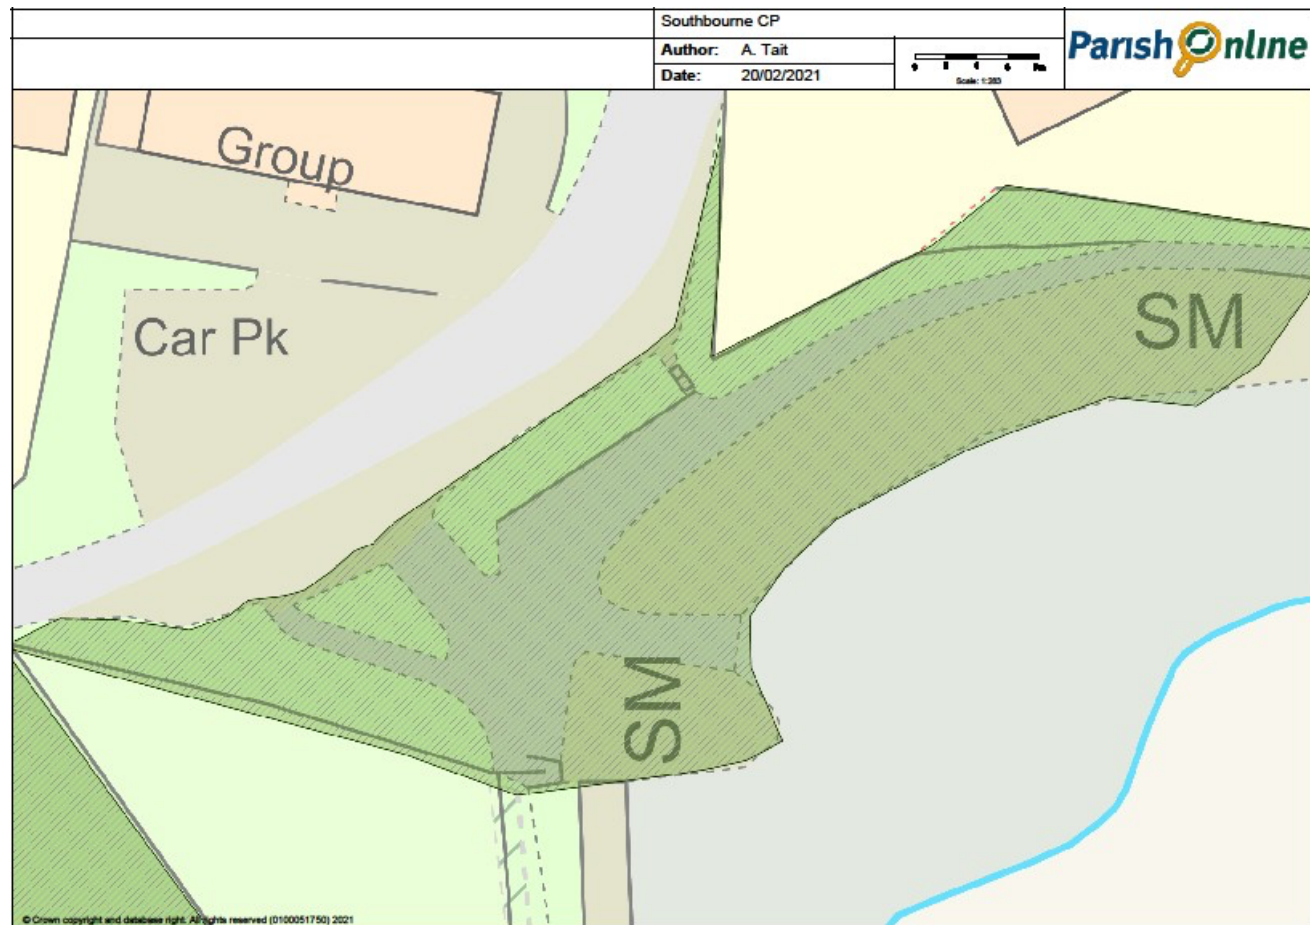 Southbourne CP
Author: A. Tait
Date: 20/02/2021
Parish Online
Group
Car Pk
SM
SM
© Crown copyright and database right. All rights reserved (0100051750) 2021